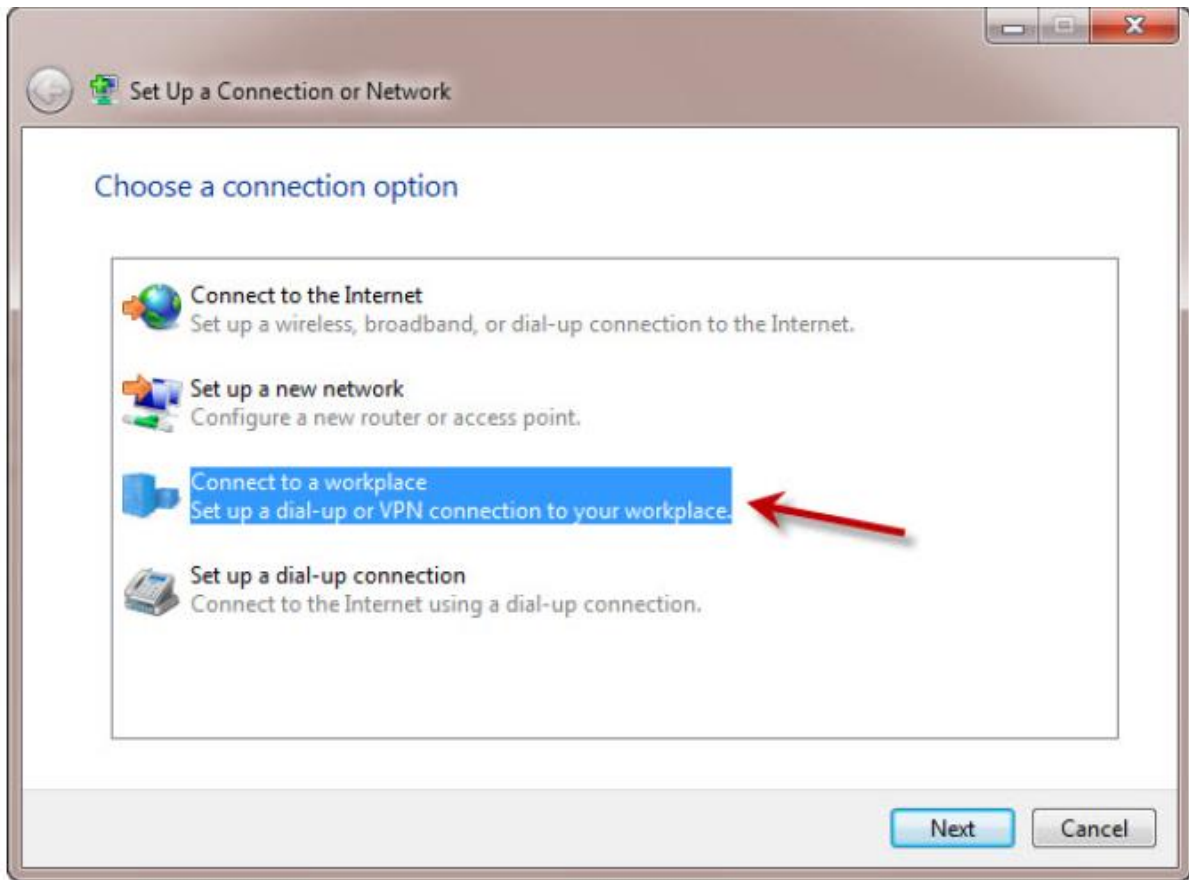 Set Up a Connection or Network
Choose a connection option
Connect to the Internet
Set up a wireless, broadband, or dial-up connection to the Internet.
Set up a new network
Configure a new router or access point.
Connect to a workplace
Set up a dial-up or VPN connection to your workplace.
Set up a dial-up connection
Connect to the Internet using a dial-up connection.
Next
Cancel